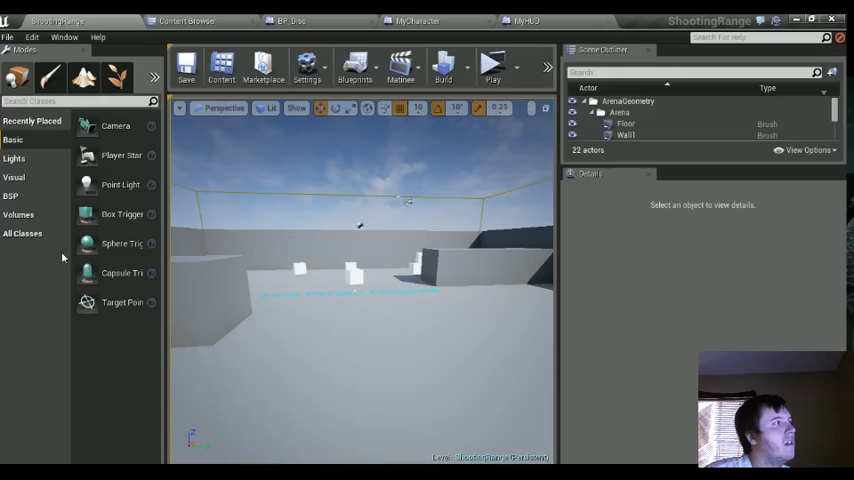 ShootingRange
Content Browser
BP_Disc
MyCharacter
MyHUD
ShootingRange
File Edit Window Help
Search For Help
Modes
Save
Content
Marketplace
Settings
Blueprints
Matinee
Build
Play
Scene Outliner
Search...
Actor
Type
ArenaGeometry
Arena
Floor Brush
Wall1 Brush
22 actors
View Options
Search Classes
Recently Placed
Basic
Lights
Visual
BSP
Volumes
All Classes
Camera
Player Star
Point Light
Box Trigger
Sphere Trig
Capsule Tri
Target Poin
Perspective
Lit
Show
10
10°
0.25
Details
Select an object to view details.
Z
Level: ShootingRange (Persistent)